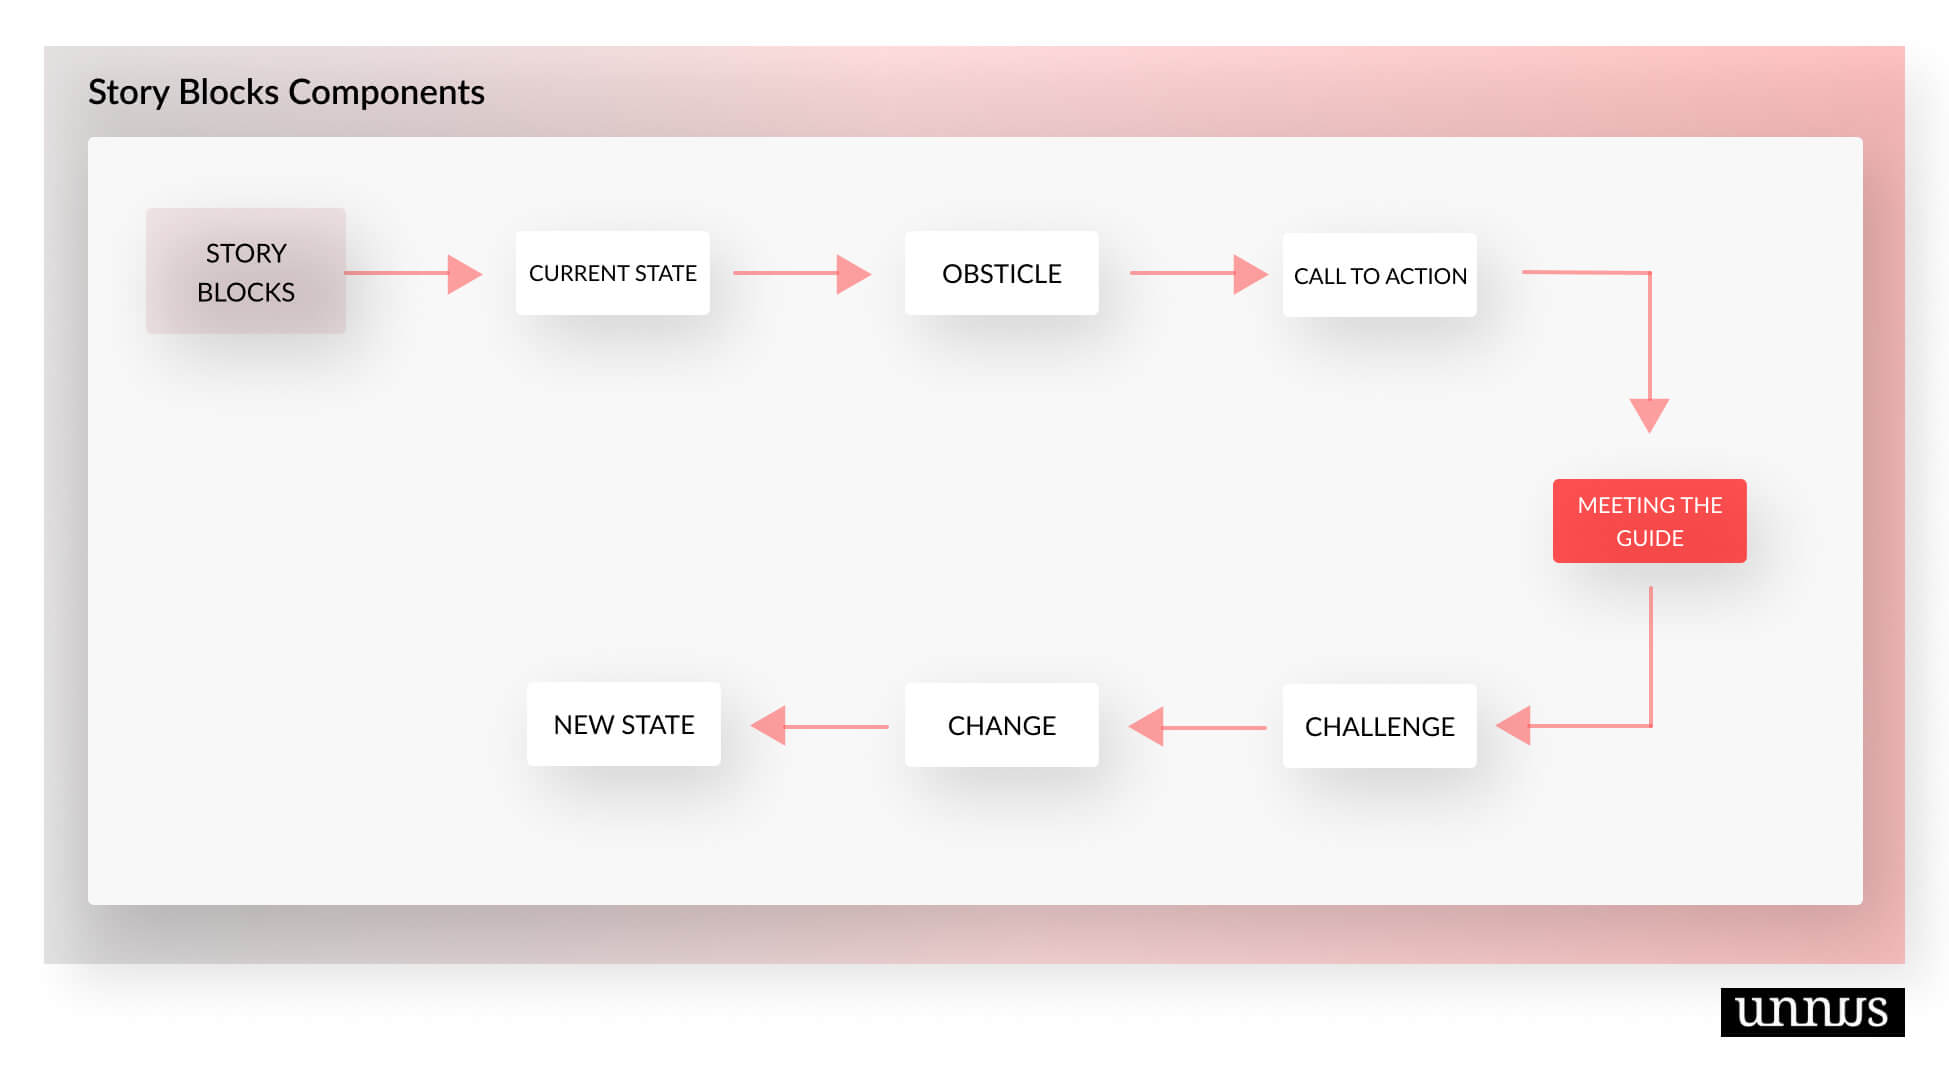 Story Blocks Components
STORY
BLOCKS
CURRENT STATE
OBSTICLE
CALL TO ACTION
MEETING THE
GUIDE
CHALLENGE
CHANGE
NEW STATE
unnus